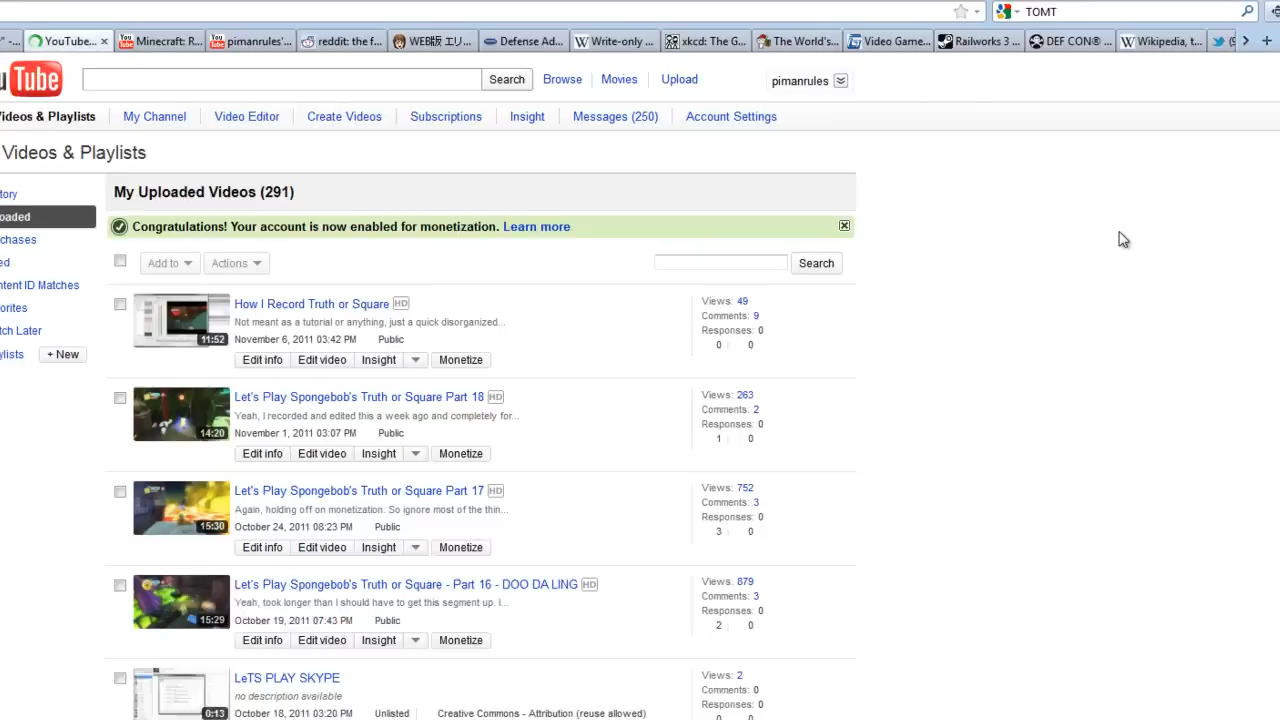 TOMT
"-...
YouTube...
Minecraft: R...
pimanrules'...
reddit: the f...
WEB版 エリ...
Defense Ad...
Write-only ...
xkcd: The G...
The World's...
Video Game...
Railworks 3 ...
DEF CON® ...
Wikipedia, t...
u Tube
Search
Browse
Movies
Upload
pimanrules
Videos & Playlists
My Channel
Video Editor
Create Videos
Subscriptions
Insight
Messages (250)
Account Settings
Videos & Playlists
tory
oaded
chases
ed
ntent ID Matches
orites
tch Later
ylists + New
My Uploaded Videos (291)
Congratulations! Your account is now enabled for monetization. Learn more
Add to Actions Search
How I Record Truth or Square HD
Not meant as a tutorial or anything, just a quick disorganized...
11:52
November 6, 2011 03:42 PM Public
Edit info Edit video Insight Monetize
Views: 49
Comments: 9
Responses: 0
0 0
Let's Play Spongebob's Truth or Square Part 18 HD
Yeah, I recorded and edited this a week ago and completely for...
14:20
November 1, 2011 03:07 PM Public
Edit info Edit video Insight Monetize
Views: 263
Comments: 2
Responses: 0
1 0
Let's Play Spongebob's Truth or Square Part 17 HD
Again, holding off on monetization. So ignore most of the thin...
15:30
October 24, 2011 08:23 PM Public
Edit info Edit video Insight Monetize
Views: 752
Comments: 3
Responses: 0
3 0
Let's Play Spongebob's Truth or Square - Part 16 - DOO DA LING HD
Yeah, took longer than I should have to get this segment up. I...
15:29
October 19, 2011 07:43 PM Public
Edit info Edit video Insight Monetize
Views: 879
Comments: 3
Responses: 0
2 0
LeTS PLAY SKYPE
no description available
0:13
October 18, 2011 03:20 PM Unlisted Creative Commons - Attribution (reuse allowed)
Views: 2
Comments: 0
Responses: 0